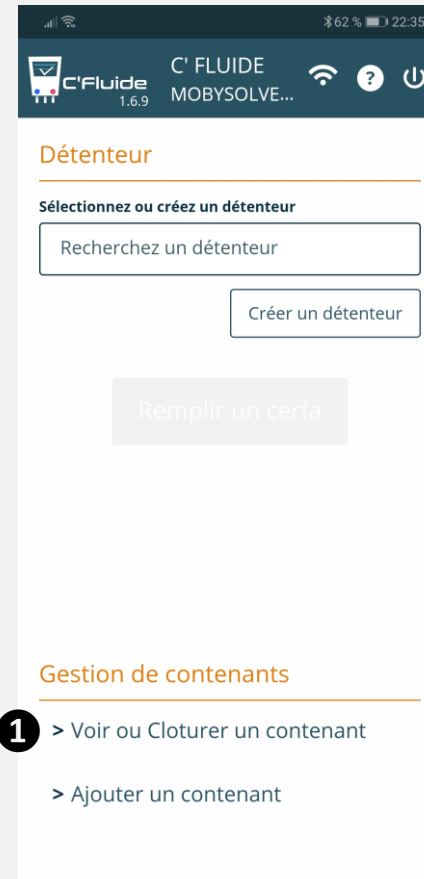 62 % 22:35
C'Fluide
1.6.9
C' FLUIDE
MOBYSOLVE...
?
Détenteur
Sélectionnez ou créez un détenteur
Recherchez un détenteur
Créer un détenteur
Remplir un cerfa
Gestion de contenants
1 > Voir ou Cloturer un contenant
> Ajouter un contenant